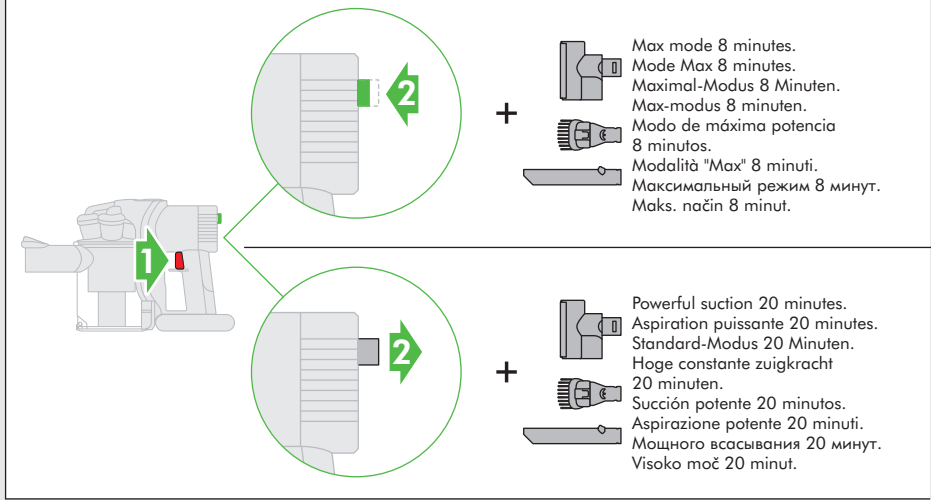 2
+
Max mode 8 minutes.
Mode Max 8 minutes.
Maximal-Modus 8 Minuten.
Max-modus 8 minuten.
Modo de máxima potencia
8 minutos.
Modalità "Max" 8 minuti.
Максимальный режим 8 минут.
Maks. način 8 minut.
1
2
+
Powerful suction 20 minutes.
Aspiration puissante 20 minutes.
Standard-Modus 20 Minuten.
Hoge constante zuigkracht
20 minuten.
Succión potente 20 minutos.
Aspirazione potente 20 minuti.
Мощного всасывания 20 минут.
Visoko moč 20 minut.